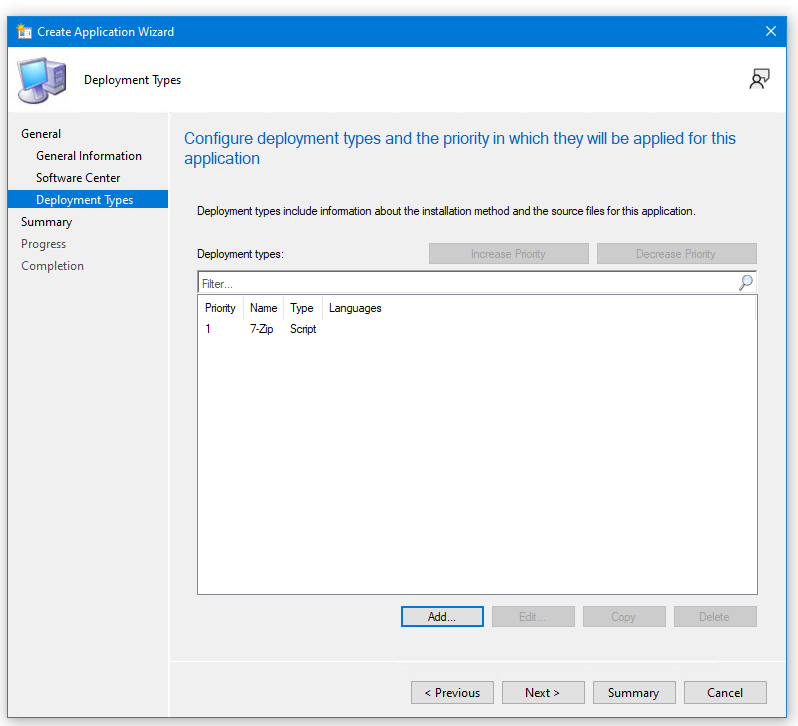 Create Application Wizard
Deployment Types
General
General Information
Software Center
Deployment Types
Summary
Progress
Completion
Configure deployment types and the priority in which they will be applied for this
application
Deployment types include information about the installation method and the source files for this application.
Deployment types: Increase Priority Decrease Priority
Filter...
Priority Name Type Languages
1 7-Zip Script
Add... Edit... Copy Delete
< Previous Next > Summary Cancel